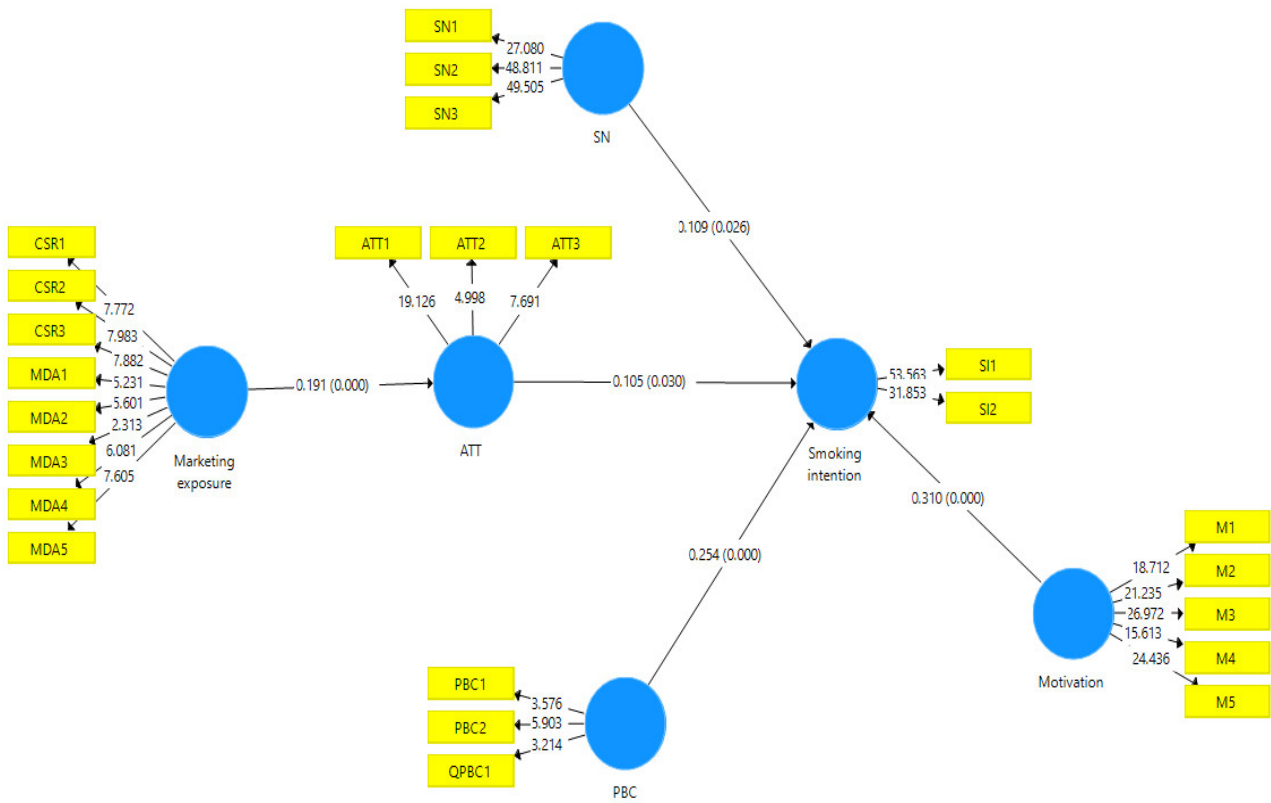 SN1
SN2
SN3
27.080
48.811
49.505
SN
0.109 (0.026)
CSR1
CSR2
CSR3
MDA1
MDA2
MDA3
MDA4
MDA5
7.772
7.983
7.882
5.231
5.601
2.313
6.081
7.605
Marketing
exposure
0.191 (0.000)
ATT1
ATT2
ATT3
19.126
4.998
7.691
ATT
0.105 (0.030)
Smoking
intention
53.563
31.853
SI1
SI2
0.310 (0.000)
0.254 (0.000)
M1
M2
M3
M4
M5
18.712
21.235
26.972
15.613
24.436
Motivation
PBC1
PBC2
QPBC1
3.576
5.903
3.214
PBC